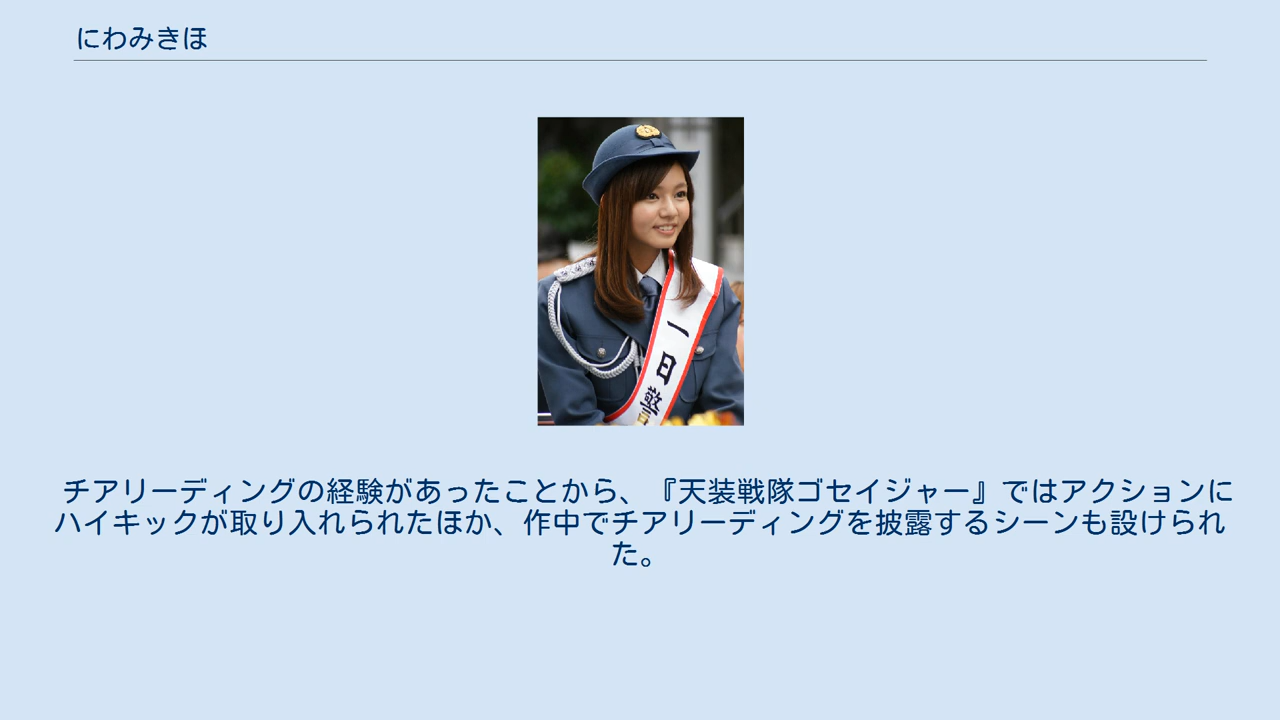 にわみきほ
一日警
チアリーディングの経験があったことから、『天装戦隊ゴセイジャー』ではアクションに
ハイキックが取り入れられたほか、作中でチアリーディングを披露するシーンも設けられ
た。